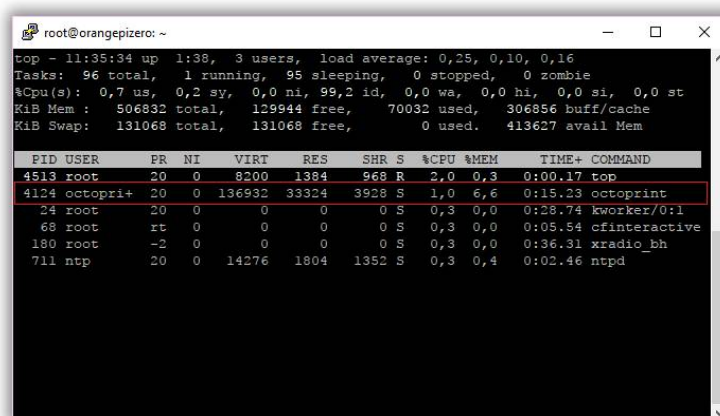 root@orangepizero: ~
top - 11:35:34 up  1:38,  3 users,  load average: 0,25, 0,10, 0,16
Tasks:  96 total,   1 running,  95 sleeping,   0 stopped,   0 zombie
%Cpu(s):  0,7 us,  0,2 sy,  0,0 ni, 99,2 id,  0,0 wa,  0,0 hi,  0,0 si,  0,0 st
KiB Mem :   506832 total,   129944 free,    70032 used,   306856 buff/cache
KiB Swap:   131068 total,   131068 free,        0 used.   413627 avail Mem
PID USER      PR  NI    VIRT    RES    SHR S  %CPU %MEM     TIME+ COMMAND
4513 root      20   0    8200   1384    968 R   2,0  0,3   0:00.17 top
4124 octopri+  20   0  136932  33324   3928 S   1,0  6,6   0:15.23 octoprint
24 root      20   0       0      0      0 S   0,3  0,0   0:28.74 kworker/0:1
68 root      rt   0       0      0      0 S   0,3  0,0   0:05.54 cfinteractive
180 root      -2   0       0      0      0 S   0,3  0,0   0:36.31 xradio_bh
711 ntp       20   0   14276   1804   1352 S   0,3  0,4   0:02.46 ntpd